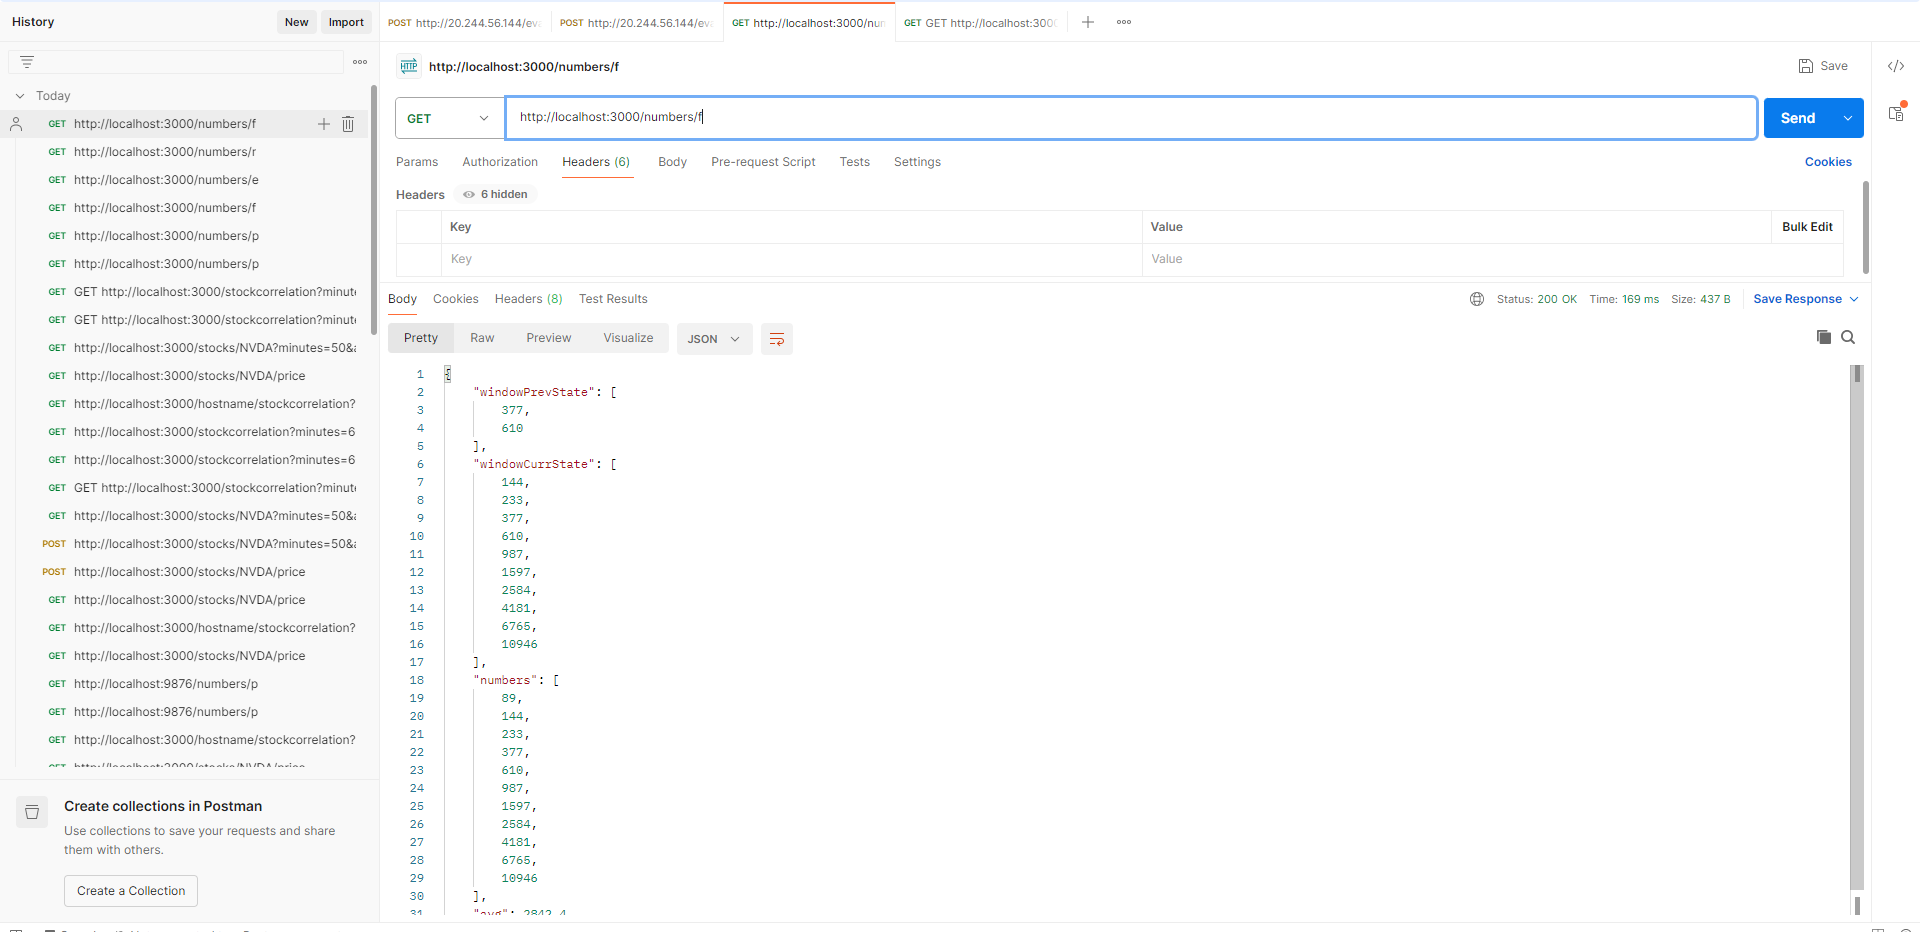 History
New
Import
Today
GET http://localhost:3000/numbers/f
GET http://localhost:3000/numbers/r
GET http://localhost:3000/numbers/e
GET http://localhost:3000/numbers/f
GET http://localhost:3000/numbers/p
GET http://localhost:3000/numbers/p
GET GET http://localhost:3000/stockcorrelation?minute
GET GET http://localhost:3000/stockcorrelation?minute
GET http://localhost:3000/stocks/NVDA?minutes=50&a
GET http://localhost:3000/stocks/NVDA/price
GET http://localhost:3000/hostname/stockcorrelation?
GET http://localhost:3000/stockcorrelation?minutes=6
GET http://localhost:3000/stockcorrelation?minutes=6
GET GET http://localhost:3000/stockcorrelation?minute
GET http://localhost:3000/stocks/NVDA?minutes=50&a
POST http://localhost:3000/stocks/NVDA?minutes=50&a
POST http://localhost:3000/stocks/NVDA/price
GET http://localhost:3000/stocks/NVDA/price
GET http://localhost:3000/hostname/stockcorrelation?
GET http://localhost:3000/stocks/NVDA/price
GET http://localhost:9876/numbers/p
GET http://localhost:9876/numbers/p
GET http://localhost:3000/hostname/stockcorrelation?
GET http://localhost:3000/stocks/NVDA/price
Create collections in Postman
Use collections to save your requests and share
them with others.
Create a Collection
POST http://20.244.56.144/eva
POST http://20.244.56.144/eva
GET http://localhost:3000/num
GET GET http://localhost:3000
HTTP http://localhost:3000/numbers/f
Save
GET
http://localhost:3000/numbers/f
Send
Params Authorization Headers (6) Body Pre-request Script Tests Settings
Cookies
Headers 6 hidden
Key Value Bulk Edit
Key Value
Body Cookies Headers (8) Test Results
Status: 200 OK Time: 169 ms Size: 437 B
Save Response
Pretty Raw Preview Visualize JSON
1 {
2 "windowPrevState": [
3 377,
4 610
5 ],
6 "windowCurrState": [
7 144,
8 233,
9 377,
10 610,
11 987,
12 1597,
13 2584,
14 4181,
15 6765,
16 10946
17 ],
18 "numbers": [
19 89,
20 144,
21 233,
22 377,
23 610,
24 987,
25 1597,
26 2584,
27 4181,
28 6765,
29 10946
30 ],
31 "avg": 2842.4